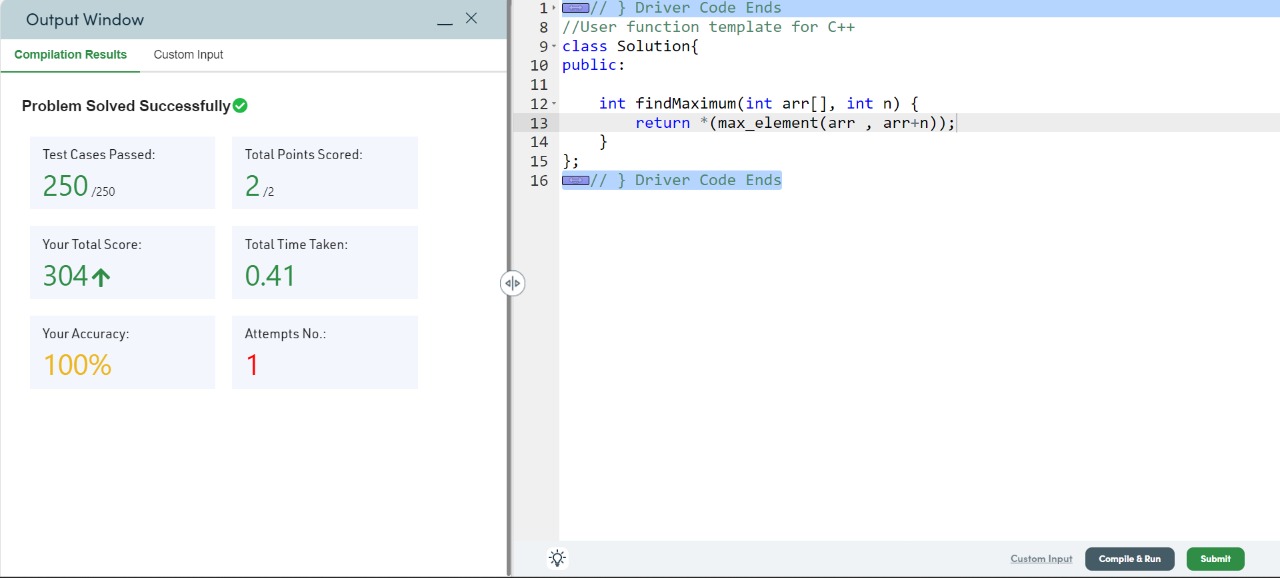 Output Window
Compilation Results Custom Input
Problem Solved Successfully
Test Cases Passed: Total Points Scored:
250 /250 2 /2
Your Total Score: Total Time Taken:
304 0.41
Your Accuracy: Attempts No.:
100% 1
1 // } Driver Code Ends
8 //User function template for C++
9 class Solution{
10 public:
11
12 int findMaximum(int arr[], int n) {
13 return *(max_element(arr , arr+n));
14 }
15 };
16 // } Driver Code Ends
Custom Input Compile & Run Submit